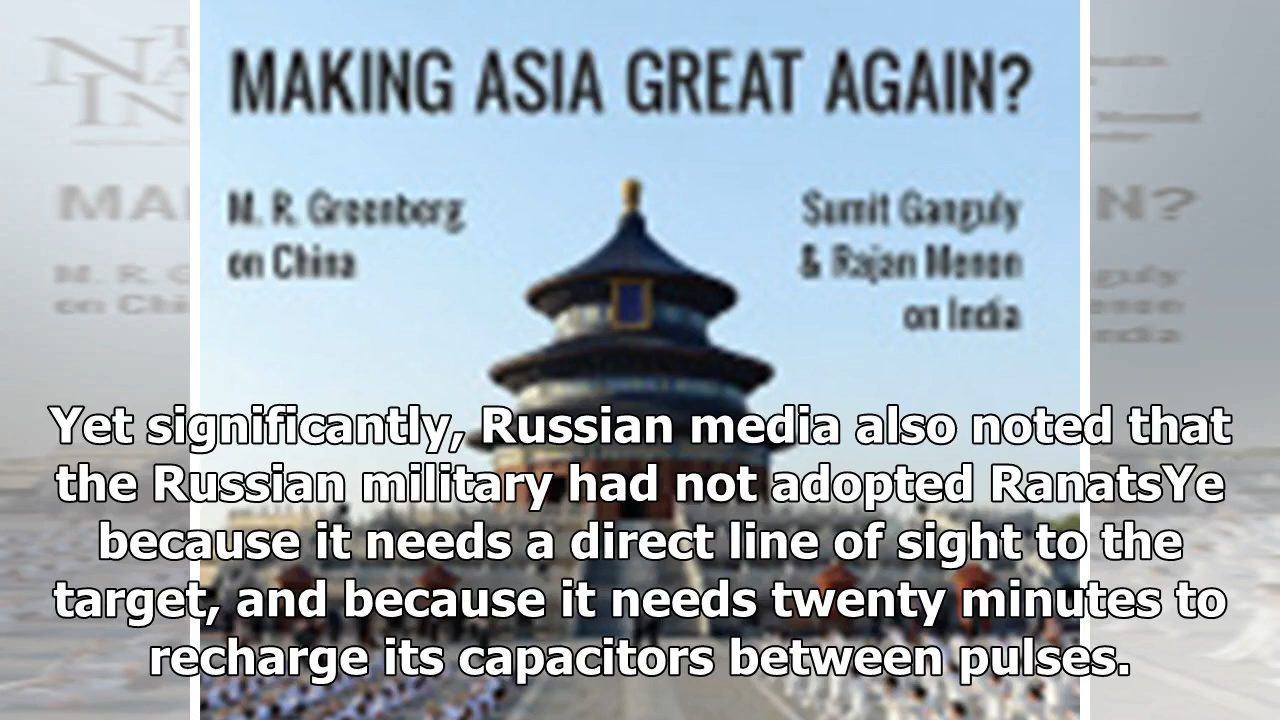 MAKING ASIA GREAT AGAIN?
M. R. Greenberg
on China
Sumit Ganguly
& Rajan Menon
on India
Yet significantly, Russian media also noted that
the Russian military had not adopted RanatsYe
because it needs a direct line of sight to the
target, and because it needs twenty minutes to
recharge its capacitors between pulses.